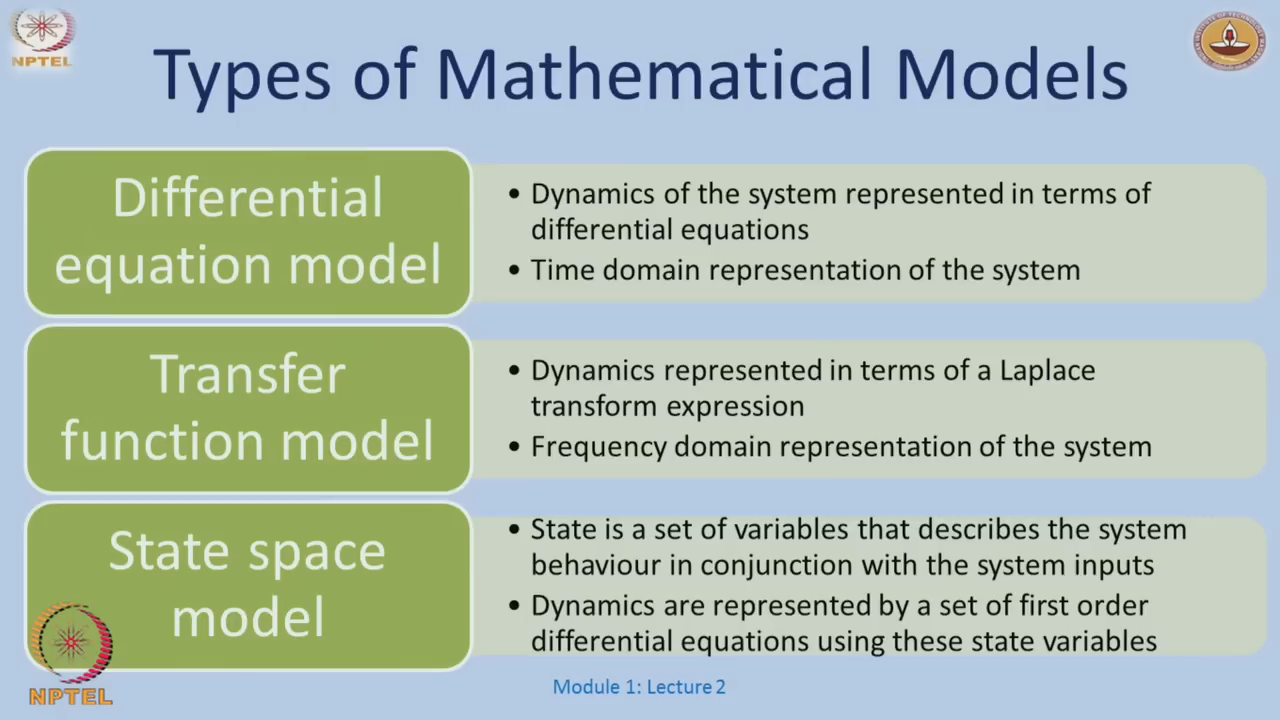 NPTEL
Types of Mathematical Models
Differential
equation model
• Dynamics of the system represented in terms of
differential equations
• Time domain representation of the system
Transfer
function model
• Dynamics represented in terms of a Laplace
transform expression
• Frequency domain representation of the system
State space
model
• State is a set of variables that describes the system
behaviour in conjunction with the system inputs
• Dynamics are represented by a set of first order
differential equations using these state variables
NPTEL
Module 1: Lecture 2